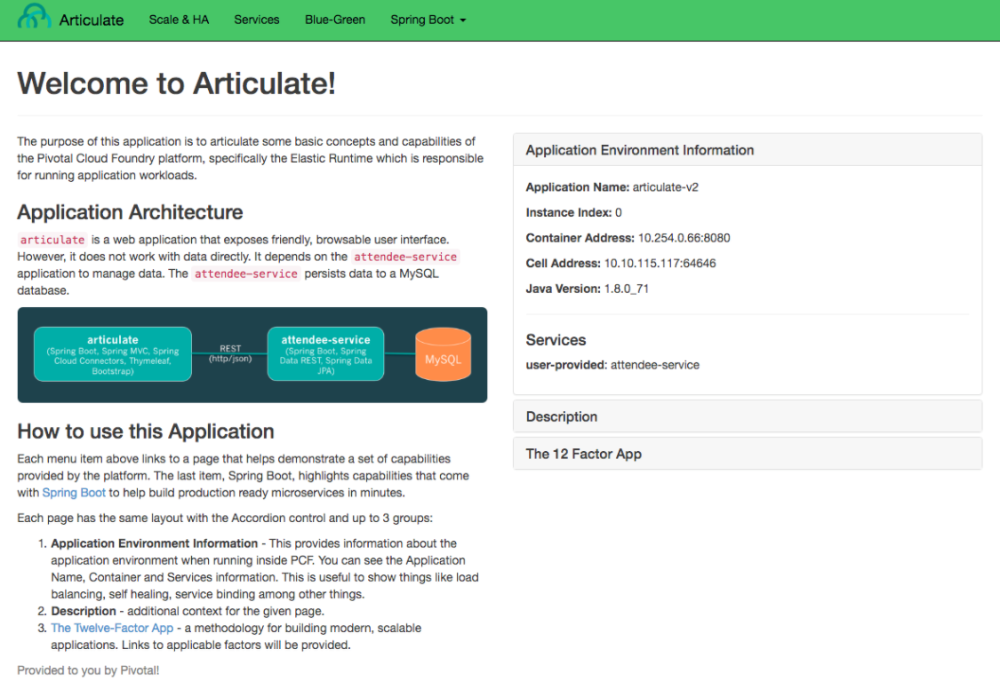 Articulate Scale & HA Services Blue-Green Spring Boot
Welcome to Articulate!
The purpose of this application is to articulate some basic concepts and capabilities of
the Pivotal Cloud Foundry platform, specifically the Elastic Runtime which is responsible
for running application workloads.
Application Architecture
articulate is a web application that exposes friendly, browsable user interface.
However, it does not work with data directly. It depends on the attendee-service
application to manage data. The attendee-service persists data to a MySQL
database.
articulate
(Spring Boot, Spring MVC, Spring
Cloud Connectors, Thymeleaf,
Bootstrap)
REST
(http/json)
attendee-service
(Spring Boot, Spring
Data REST, Spring Data
JPA)
MySQL
How to use this Application
Each menu item above links to a page that helps demonstrate a set of capabilities
provided by the platform. The last item, Spring Boot, highlights capabilities that come
with Spring Boot to help build production ready microservices in minutes.
Each page has the same layout with the Accordion control and up to 3 groups:
1. Application Environment Information - This provides information about the
application environment when running inside PCF. You can see the Application
Name, Container and Services information. This is useful to show things like load
balancing, self healing, service binding among other things.
2. Description - additional context for the given page.
3. The Twelve-Factor App - a methodology for building modern, scalable
applications. Links to applicable factors will be provided.
Provided to you by Pivotal!
Application Environment Information
Application Name: articulate-v2
Instance Index: 0
Container Address: 10.254.0.66:8080
Cell Address: 10.10.115.117:64646
Java Version: 1.8.0_71
Services
user-provided: attendee-service
Description
The 12 Factor App